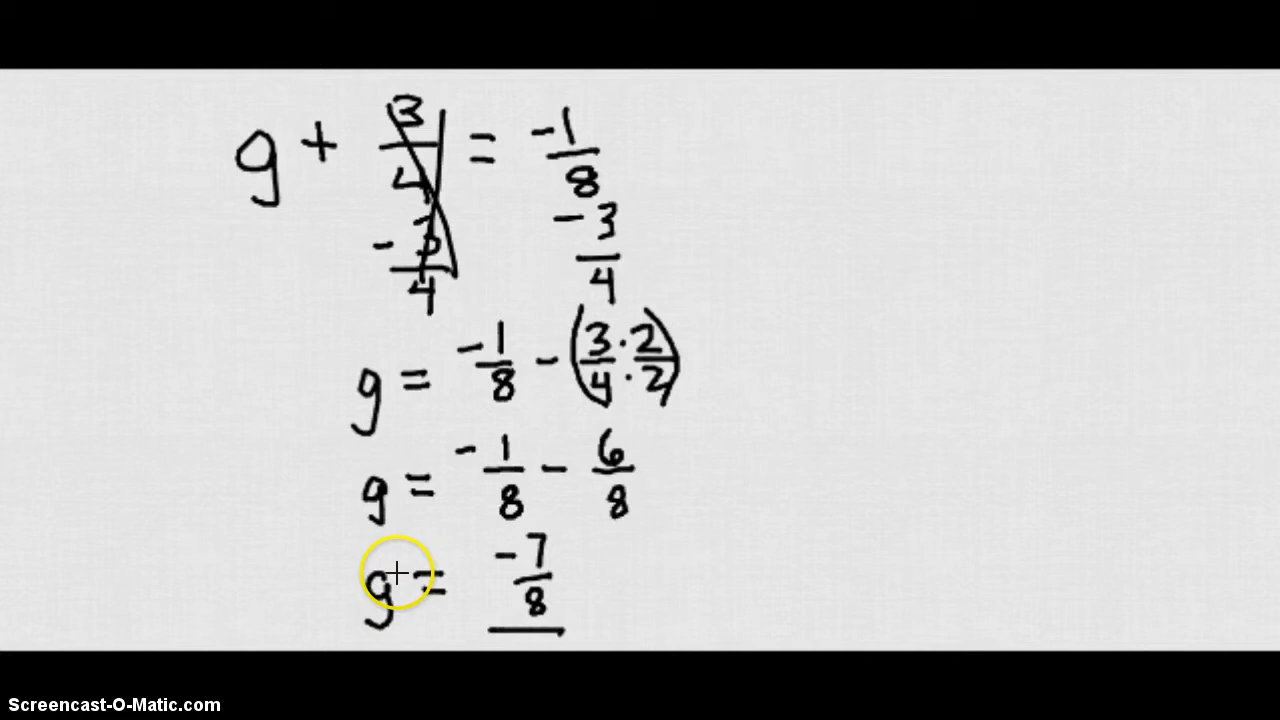 g + 3/4 = -1/8
- 3/4 - 3/4
g = -1/8 - (3/4 · 2/2)
g = -1/8 - 6/8
g = -7/8
Screencast-O-Matic.com